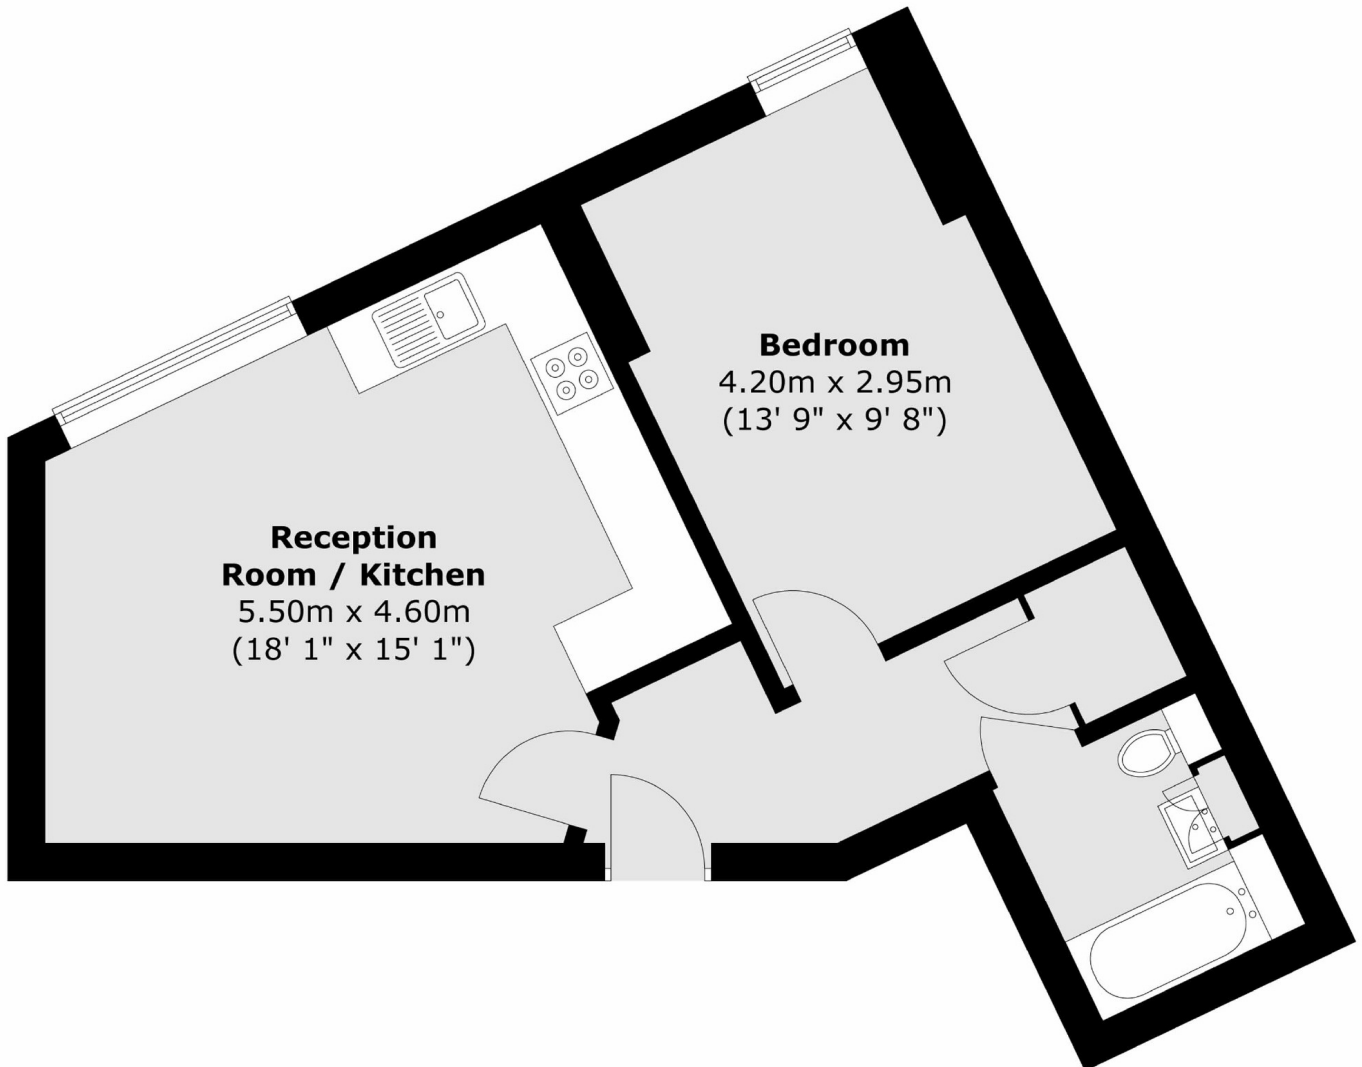 Reception
Room / Kitchen
5.50m x 4.60m
(18' 1" x 15' 1")
Bedroom
4.20m x 2.95m
(13' 9" x 9' 8")